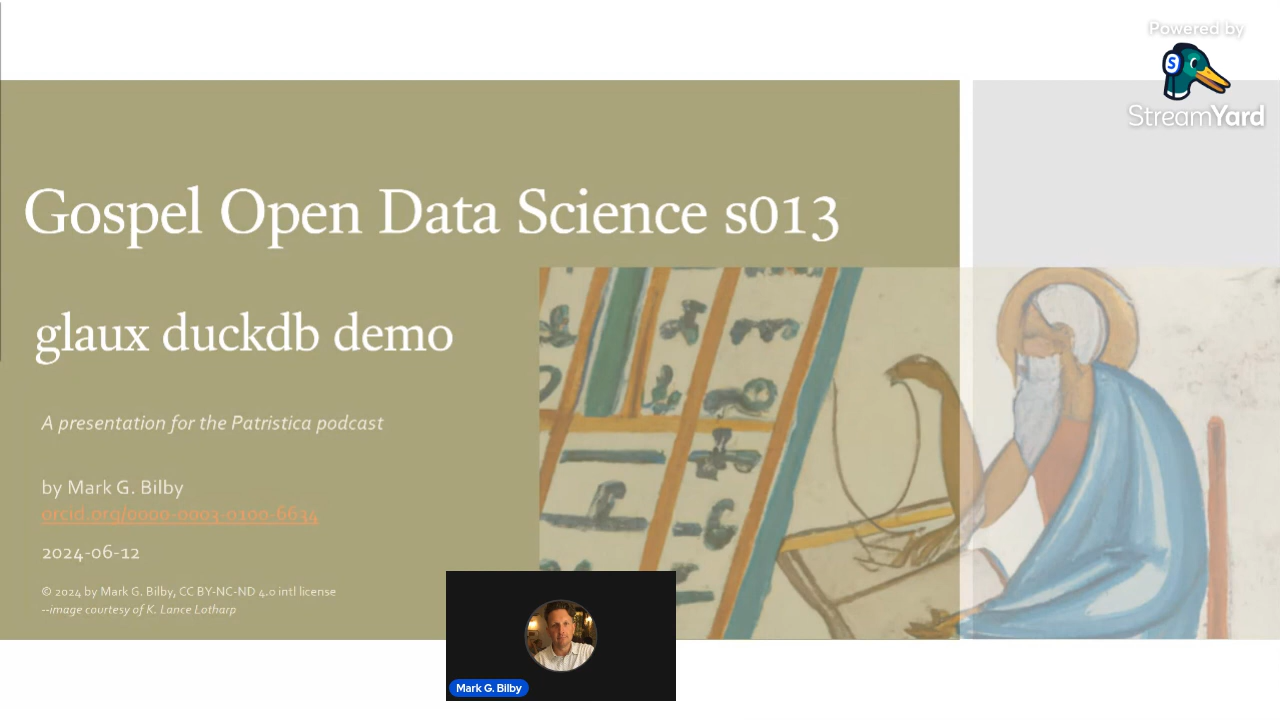 Powered by
StreamYard
Gospel Open Data Science s013
glaux duckdb demo
A presentation for the Patristica podcast
by Mark G. Bilby
orcid.org/0000-0003-0100-6634
2024-06-12
© 2024 by Mark G. Bilby, CC BY-NC-ND 4.0 intl license
--image courtesy of K. Lance Lotharp
Mark G. Bilby